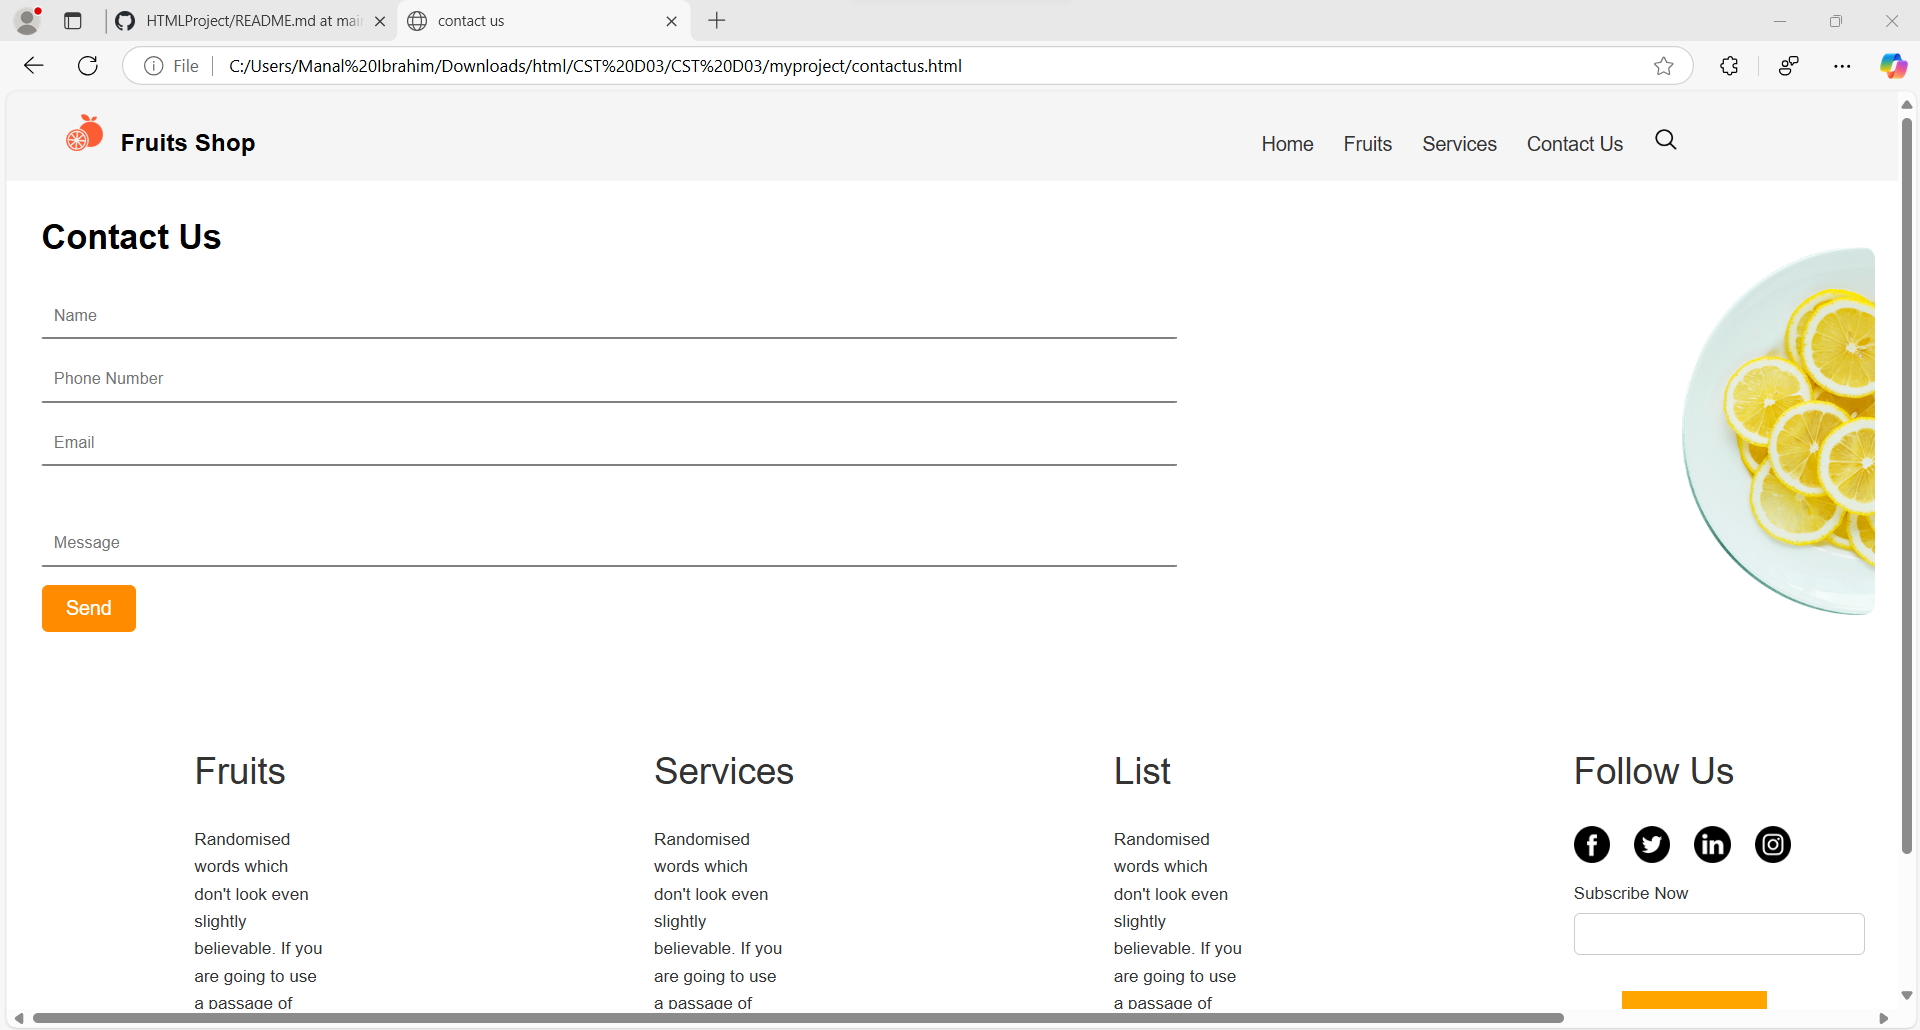 HTMLProject/README.md at mai
contact us
File
C:/Users/Manal%20Ibrahim/Downloads/html/CST%20D03/CST%20D03/myproject/contactus.html
Fruits Shop
Home
Fruits
Services
Contact Us
Contact Us
Name
Phone Number
Email
Message
Send
Fruits
Randomised
words which
don't look even
slightly
believable. If you
are going to use
a passage of
Services
Randomised
words which
don't look even
slightly
believable. If you
are going to use
a passage of
List
Randomised
words which
don't look even
slightly
believable. If you
are going to use
a passage of
Follow Us
Subscribe Now